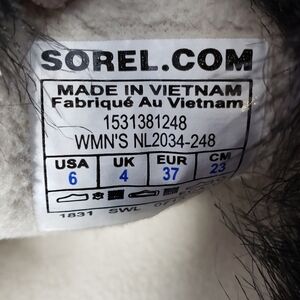 SOREL.COM
MADE IN VIETNAM
Fabriqué Au Vietnam
1531381248
WMN'S NL2034-248
USA UK EUR CM
6 4 37 23
1831 SWL